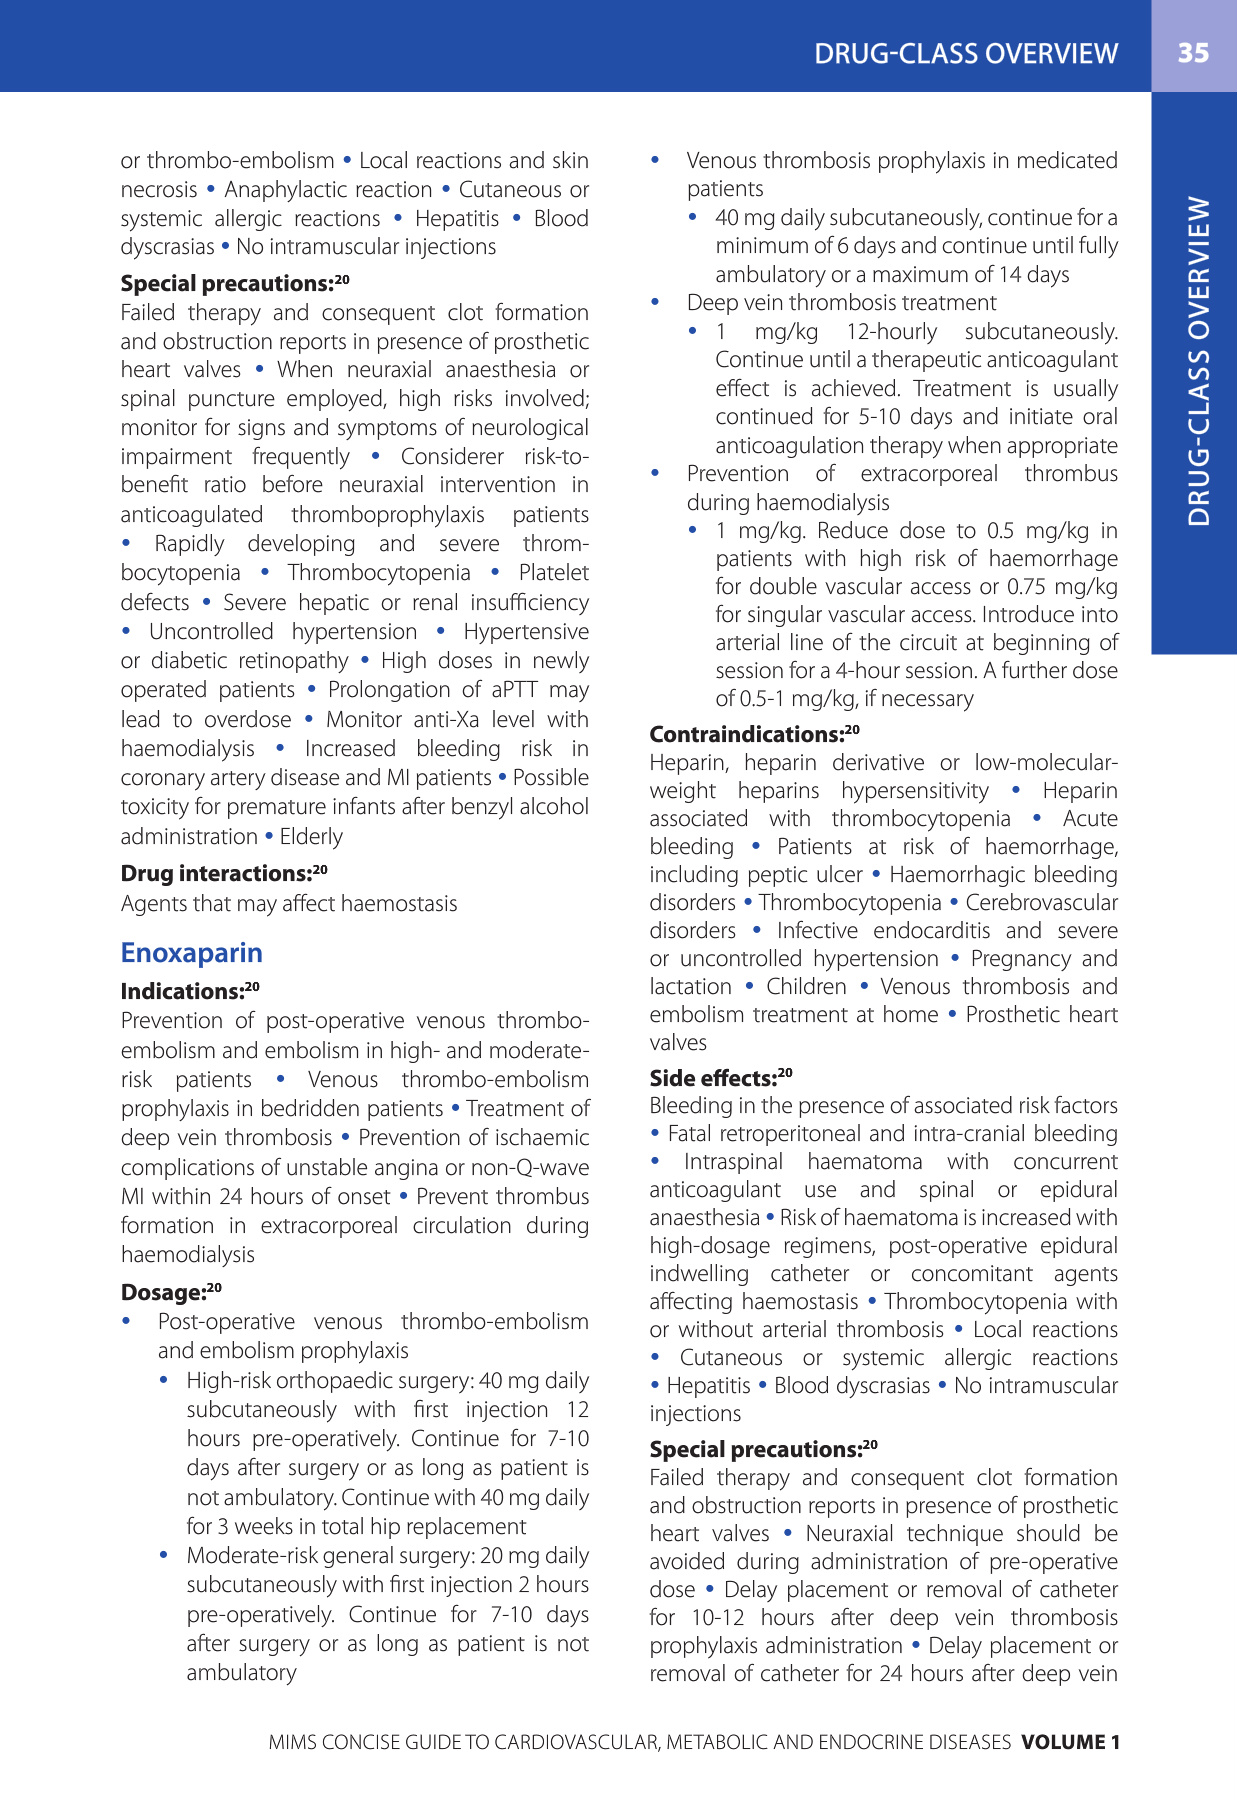 DRUG-CLASS OVERVIEW 35
or thrombo-embolism • Local reactions and skin
necrosis • Anaphylactic reaction • Cutaneous or
systemic allergic reactions • Hepatitis • Blood
dyscrasias • No intramuscular injections
Special precautions:20
Failed therapy and consequent clot formation
and obstruction reports in presence of prosthetic
heart valves • When neuraxial anaesthesia or
spinal puncture employed, high risks involved;
monitor for signs and symptoms of neurological
impairment frequently • Considerer risk-to-
benefit ratio before neuraxial intervention in
anticoagulated thromboprophylaxis patients
• Rapidly developing and severe throm-
bocytopenia • Thrombocytopenia • Platelet
defects • Severe hepatic or renal insufficiency
• Uncontrolled hypertension • Hypertensive
or diabetic retinopathy • High doses in newly
operated patients • Prolongation of aPTT may
lead to overdose • Monitor anti-Xa level with
haemodialysis • Increased bleeding risk in
coronary artery disease and MI patients • Possible
toxicity for premature infants after benzyl alcohol
administration • Elderly
Drug interactions:20
Agents that may affect haemostasis
Enoxaparin
Indications:20
Prevention of post-operative venous thrombo-
embolism and embolism in high- and moderate-
risk patients • Venous thrombo-embolism
prophylaxis in bedridden patients • Treatment of
deep vein thrombosis • Prevention of ischaemic
complications of unstable angina or non-Q-wave
MI within 24 hours of onset • Prevent thrombus
formation in extracorporeal circulation during
haemodialysis
Dosage:20
• Post-operative venous thrombo-embolism
and embolism prophylaxis
• High-risk orthopaedic surgery: 40 mg daily
subcutaneously with first injection 12
hours pre-operatively. Continue for 7-10
days after surgery or as long as patient is
not ambulatory. Continue with 40 mg daily
for 3 weeks in total hip replacement
• Moderate-risk general surgery: 20 mg daily
subcutaneously with first injection 2 hours
pre-operatively. Continue for 7-10 days
after surgery or as long as patient is not
ambulatory
• Venous thrombosis prophylaxis in medicated
patients
• 40 mg daily subcutaneously, continue for a
minimum of 6 days and continue until fully
ambulatory or a maximum of 14 days
• Deep vein thrombosis treatment
• 1 mg/kg 12-hourly subcutaneously.
Continue until a therapeutic anticoagulant
effect is achieved. Treatment is usually
continued for 5-10 days and initiate oral
anticoagulation therapy when appropriate
• Prevention of extracorporeal thrombus
during haemodialysis
• 1 mg/kg. Reduce dose to 0.5 mg/kg in
patients with high risk of haemorrhage
for double vascular access or 0.75 mg/kg
for singular vascular access. Introduce into
arterial line of the circuit at beginning of
session for a 4-hour session. A further dose
of 0.5-1 mg/kg, if necessary
Contraindications:20
Heparin, heparin derivative or low-molecular-
weight heparins hypersensitivity • Heparin
associated with thrombocytopenia • Acute
bleeding • Patients at risk of haemorrhage,
including peptic ulcer • Haemorrhagic bleeding
disorders • Thrombocytopenia • Cerebrovascular
disorders • Infective endocarditis and severe
or uncontrolled hypertension • Pregnancy and
lactation • Children • Venous thrombosis and
embolism treatment at home • Prosthetic heart
valves
Side effects:20
Bleeding in the presence of associated risk factors
• Fatal retroperitoneal and intra-cranial bleeding
• Intraspinal haematoma with concurrent
anticoagulant use and spinal or epidural
anaesthesia • Risk of haematoma is increased with
high-dosage regimens, post-operative epidural
indwelling catheter or concomitant agents
affecting haemostasis • Thrombocytopenia with
or without arterial thrombosis • Local reactions
• Cutaneous or systemic allergic reactions
• Hepatitis • Blood dyscrasias • No intramuscular
injections
Special precautions:20
Failed therapy and consequent clot formation
and obstruction reports in presence of prosthetic
heart valves • Neuraxial technique should be
avoided during administration of pre-operative
dose • Delay placement or removal of catheter
for 10-12 hours after deep vein thrombosis
prophylaxis administration • Delay placement or
removal of catheter for 24 hours after deep vein
DRUG-CLASS OVERVIEW
MIMS CONCISE GUIDE TO CARDIOVASCULAR, METABOLIC AND ENDOCRINE DISEASES VOLUME 1